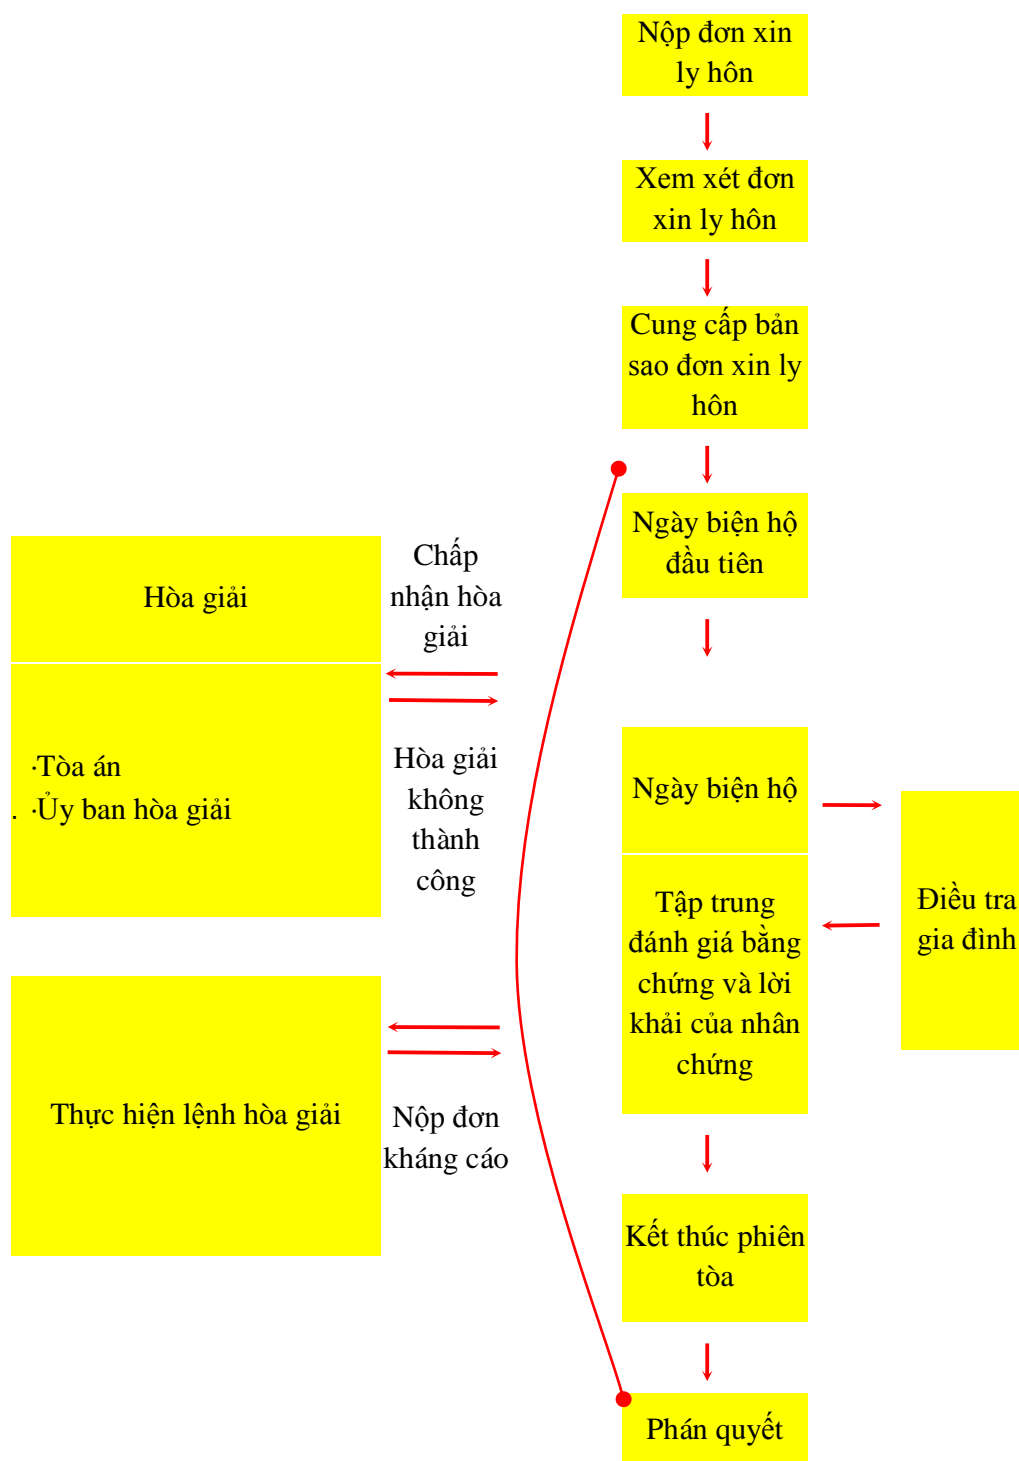 Nộp đơn xin
ly hôn
Xem xét đơn
xin ly hôn
Cung cấp bản
sao đơn xin ly
hôn
Ngày biện hộ
đầu tiên
Hòa giải
Chấp
nhận hòa
giải
·Tòa án
. ·Ủy ban hòa giải
Hòa giải
không
thành
công
Ngày biện hộ
Tập trung
đánh giá bằng
chứng và lời
khải của nhân
chứng
Điều tra
gia đình
Thực hiện lệnh hòa giải
Nộp đơn
kháng cáo
Kết thúc phiên
tòa
Phán quyết